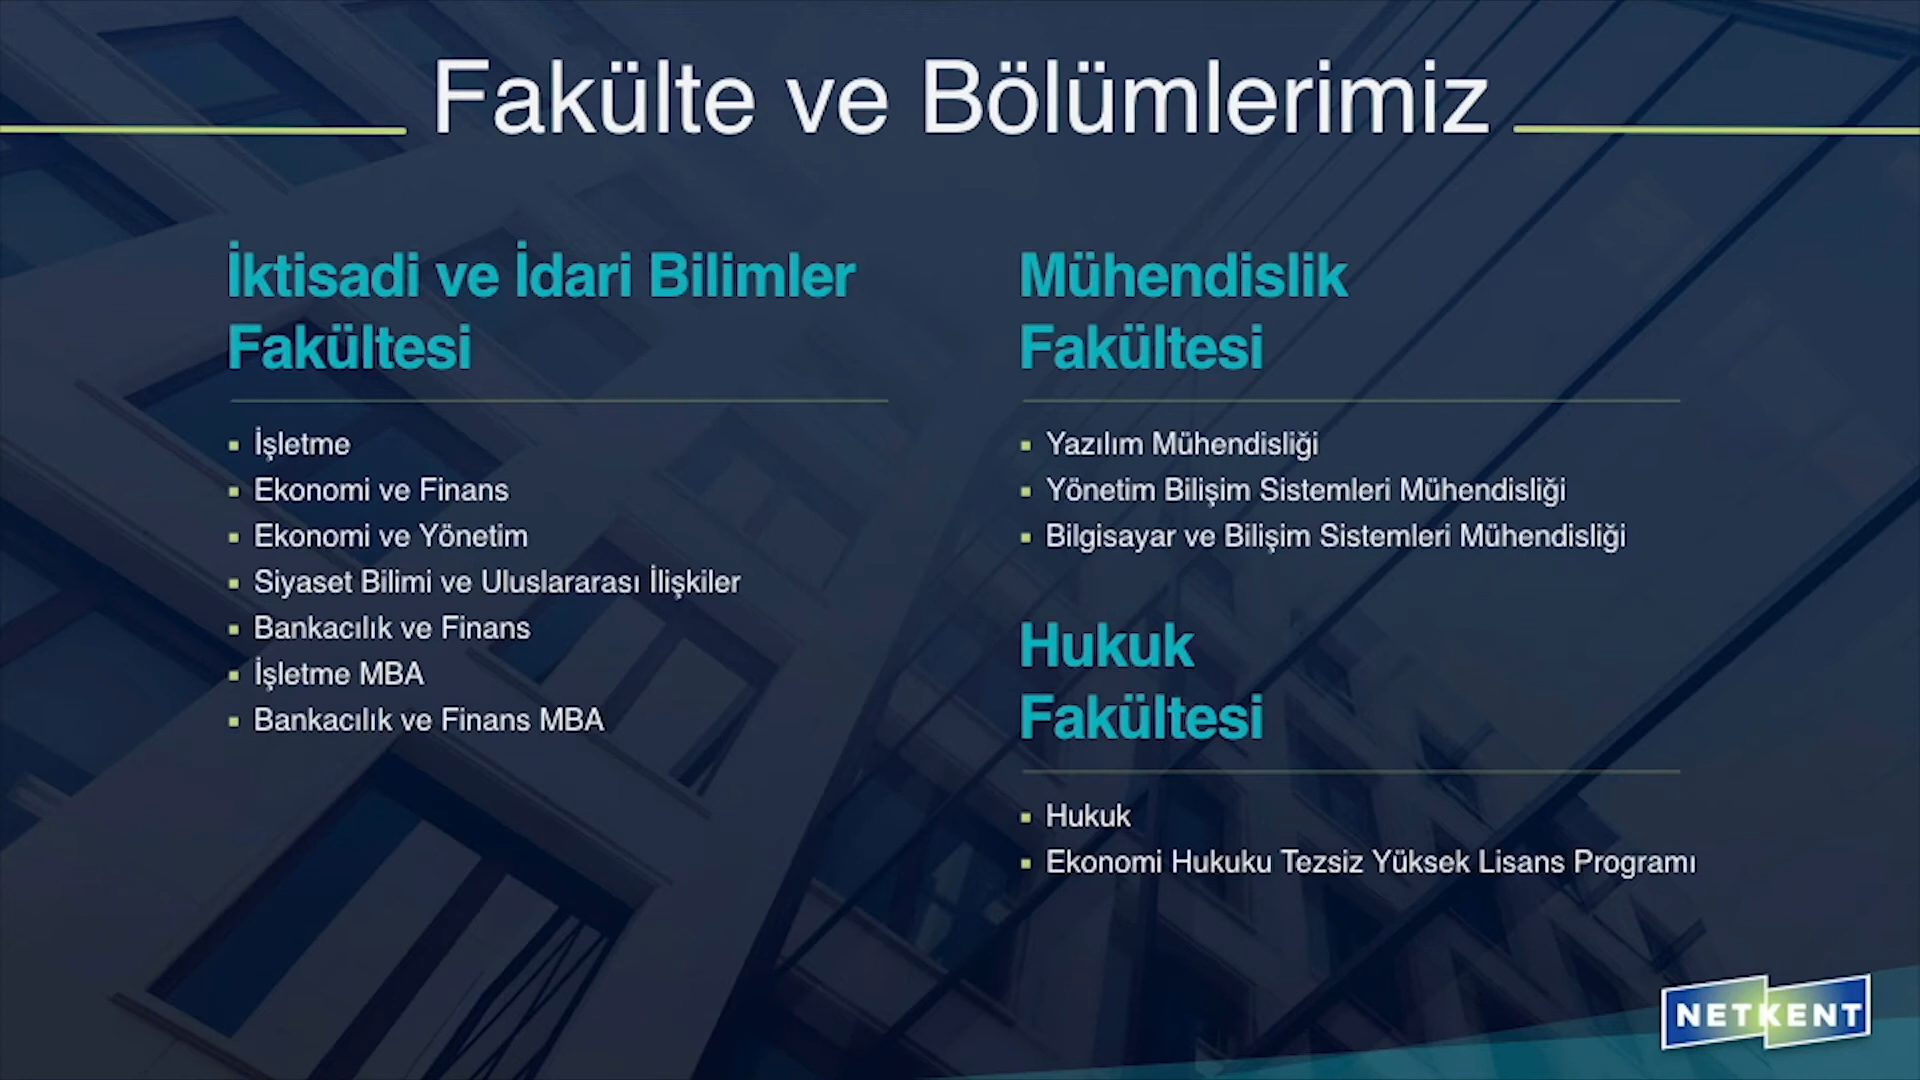 Fakülte ve Bölümlerimiz
İktisadi ve İdari Bilimler
Fakültesi
İşletme
Ekonomi ve Finans
Ekonomi ve Yönetim
Siyaset Bilimi ve Uluslararası İlişkiler
Bankacılık ve Finans
İşletme MBA
Bankacılık ve Finans MBA
Mühendislik
Fakültesi
Yazılım Mühendisliği
Yönetim Bilişim Sistemleri Mühendisliği
Bilgisayar ve Bilişim Sistemleri Mühendisliği
Hukuk
Fakültesi
Hukuk
Ekonomi Hukuku Tezsiz Yüksek Lisans Programı
NETKENT